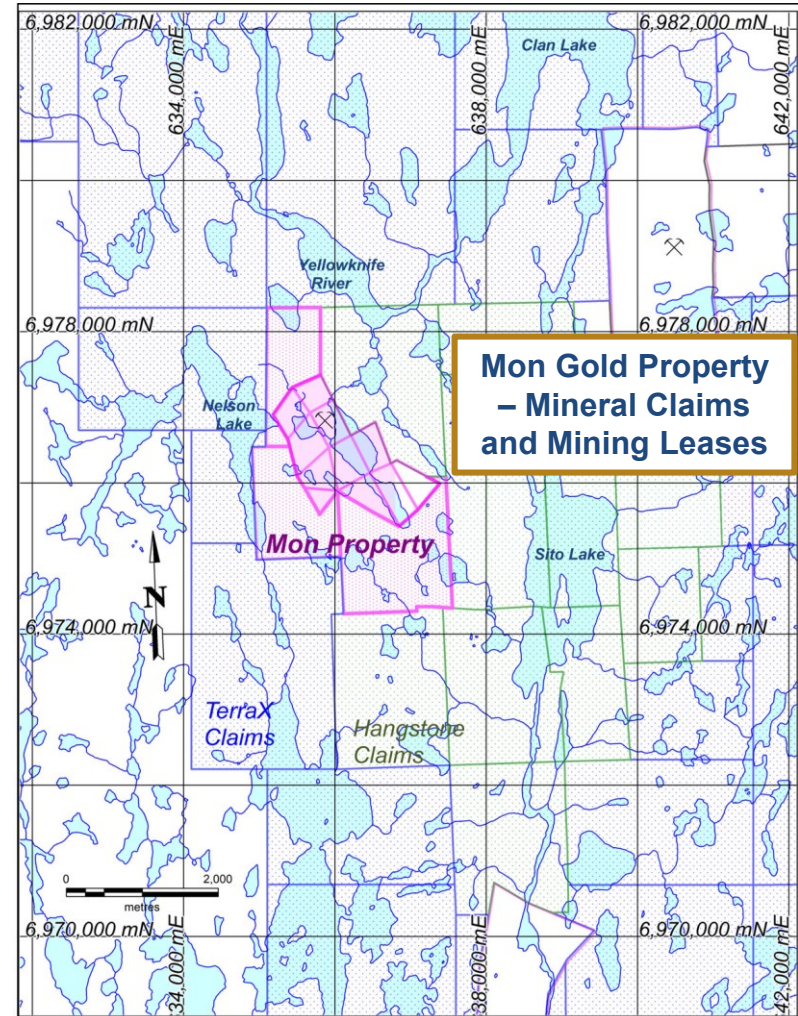 6,982,000 mN
6,982,000 mN
634,000 mE
638,000 mE
642,000 mE
Clan Lake
Yellowknife
River
6,978,000 mN
6,978,000 mN
Mon Gold Property
– Mineral Claims
and Mining Leases
Nelson
Lake
Mon Property
Sito Lake
N
6,974,000 mN
6,974,000 mN
TerraX
Claims
Hangstone
Claims
0 2,000
metres
6,970,000 mN
6,970,000 mN
34,000 mE
38,000 mE
42,000 mE